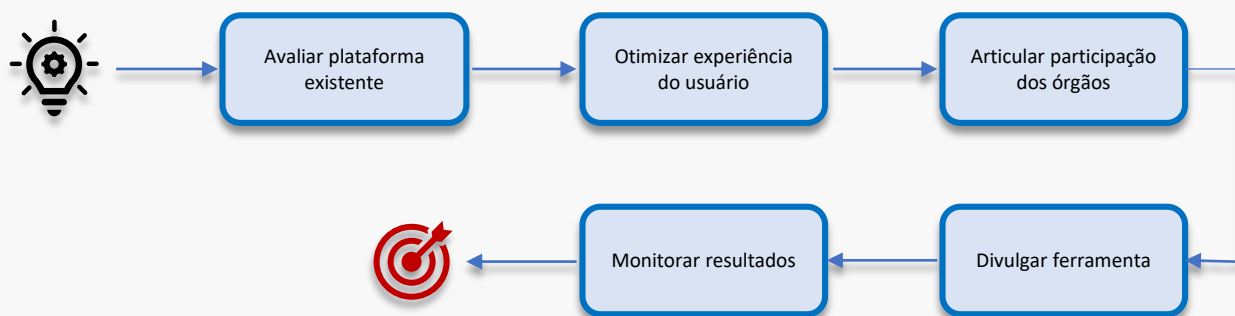 Avaliar plataforma
existente
Otimizar experiência
do usuário
Articular participação
dos órgãos
Divulgar ferramenta
Monitorar resultados